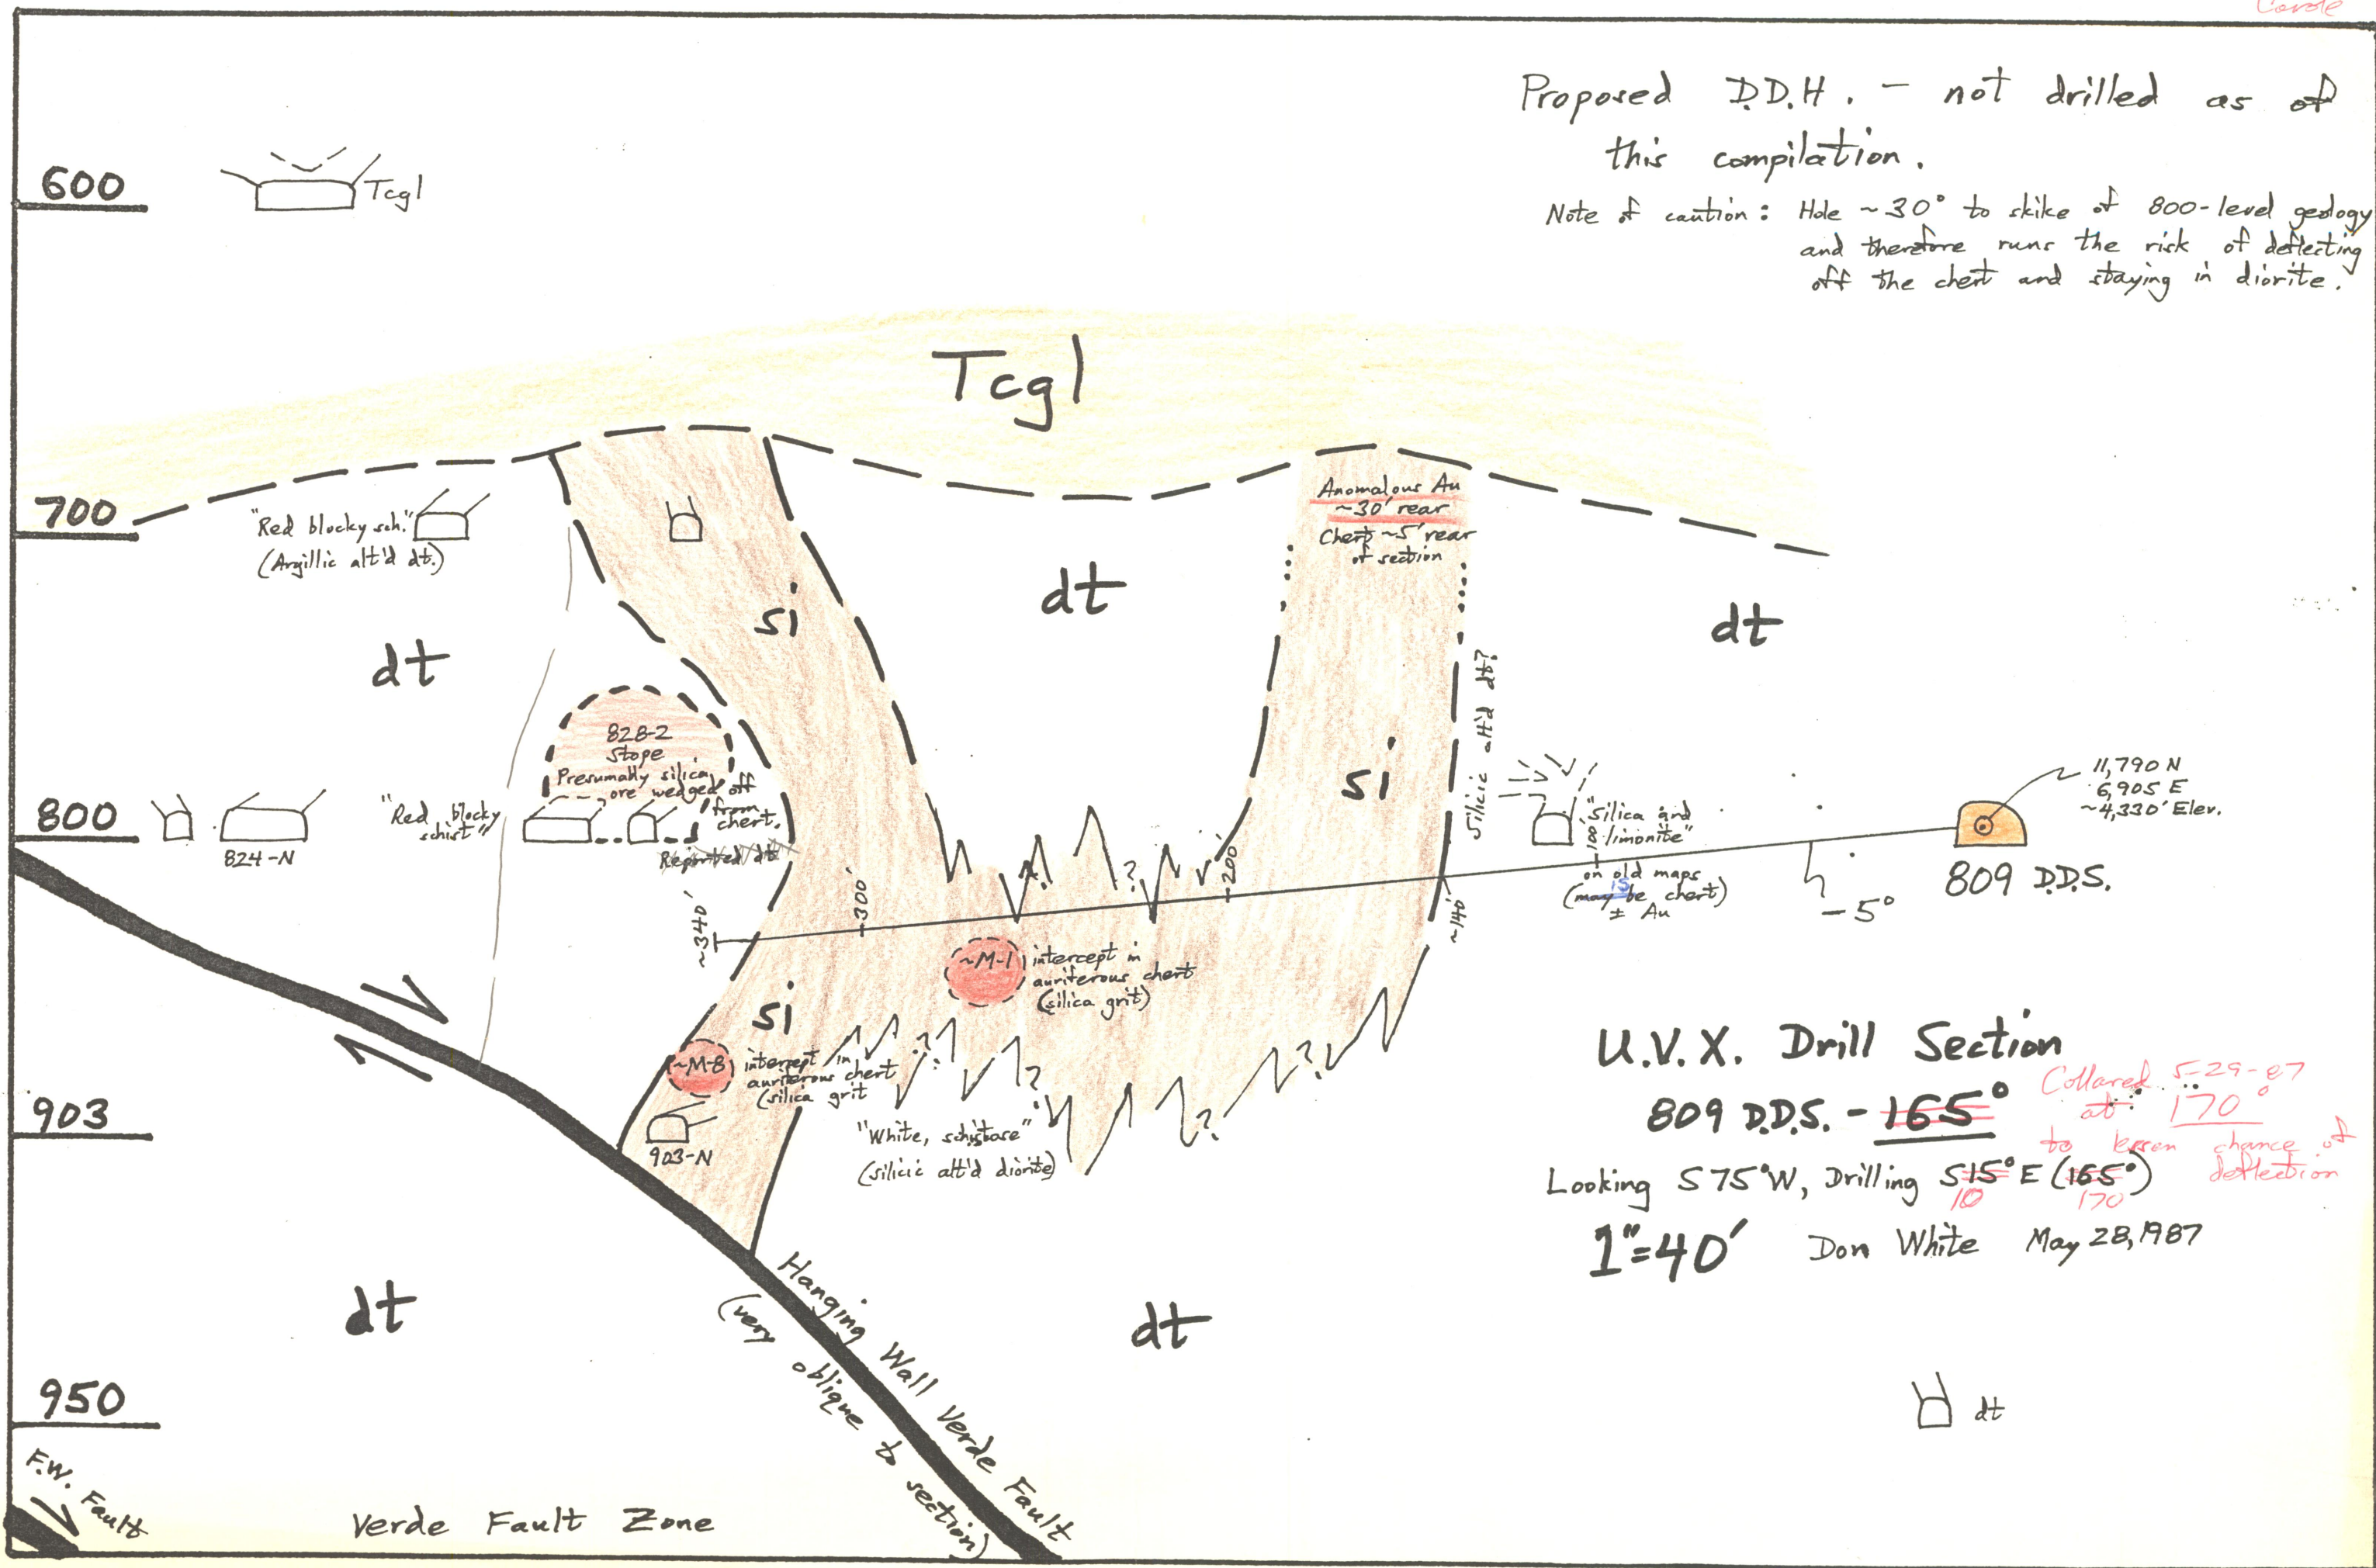 Proposed D.D.H. - not drilled as of
this compilation.
Note of caution: Hole ~30° to skike of 800-level geology
and therefore runs the risk of deflecting
off the chert and staying in diorite.
600
Tcgl
Tcgl
700
"Red blocky sch."
(Argillic alt'd dt.)
Anomalous Au
~30' rear
Chert ~5' rear
of section
si
dt
dt
dt
Silicic alt'd dt?
828-2
Stope
Presumably silica
ore wedged off
from
chert.
Reported dt
si
800
824-N
"Red blocky
schist"
"Silica and
limonite"
on old maps
(may be chert)
is
± Au
11,790 N
6,905 E
~4,330' Elev.
809 D.D.S.
-5°
100'
~140'
200'
300'
~340'
?
?
~M-1
intercept in
auriferous chert
(silica grit)
si
~M-8
intercept in
auriferous chert
(silica grit
?
?
?
?
903
903-N
"White, schistose"
(silicic alt'd diorite)
U.V.X. Drill Section
809 D.D.S. - 165°
Collared 5-29-87
at 170°
to lessen chance of
deflection
Looking S75°W, Drilling S15°E (165°)
10 170
1"=40' Don White May 28, 1987
dt
dt
Hanging Wall Verde Fault
(very oblique to section)
950
dt
F.W. Fault
Verde Fault Zone